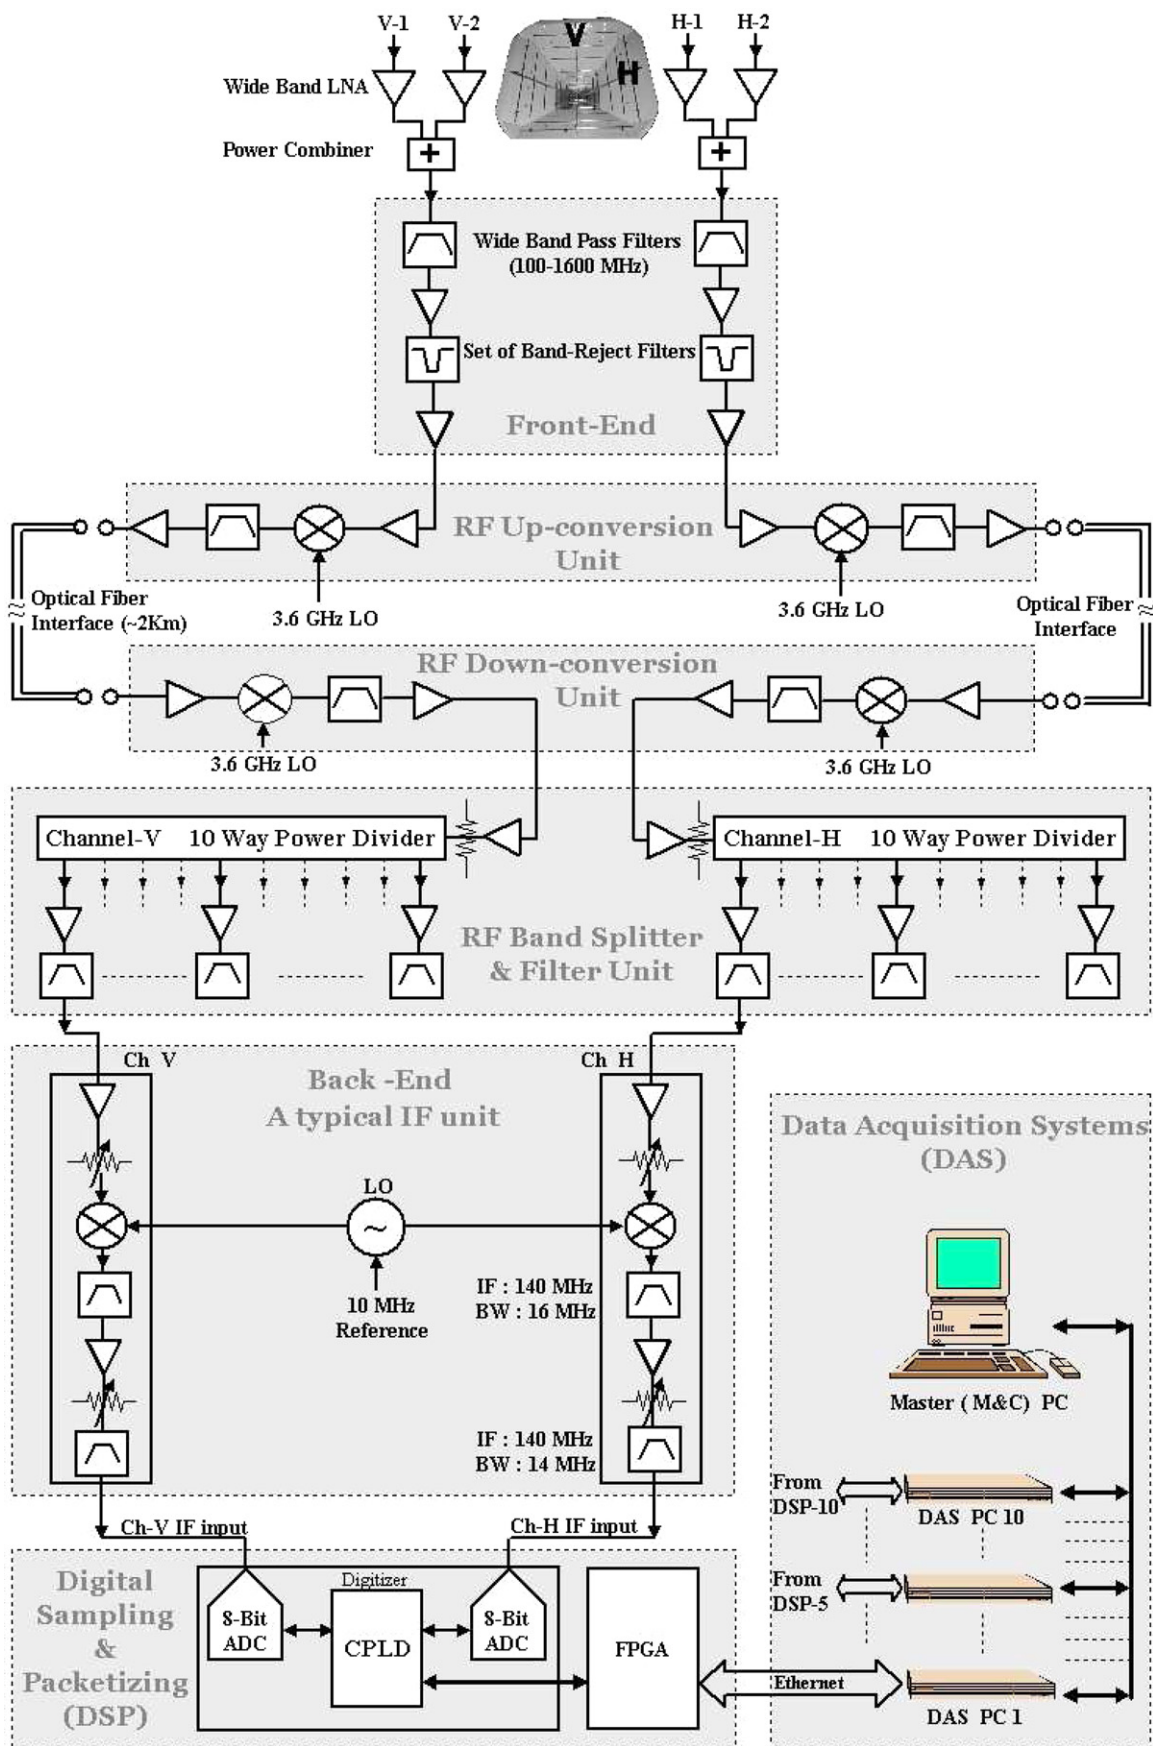 V-1
V-2
V
H
H-1
H-2
Wide Band LNA
Power Combiner
+
+
Wide Band Pass Filters
(100-1600 MHz)
Set of Band-Reject Filters
Front-End
RF Up-conversion
Unit
3.6 GHz LO
3.6 GHz LO
Optical Fiber
Interface (~2Km)
Optical Fiber
Interface
RF Down-conversion
Unit
3.6 GHz LO
3.6 GHz LO
Channel-V 10 Way Power Divider
Channel-H 10 Way Power Divider
RF Band Splitter
& Filter Unit
Ch V
Ch H
Back -End
A typical IF unit
LO
~
10 MHz
Reference
IF : 140 MHz
BW : 16 MHz
IF : 140 MHz
BW : 14 MHz
Ch-V IF input
Ch-H IF input
Data Acquisition Systems
(DAS)
Master ( M&C) PC
From
DSP-10
DAS PC 10
From
DSP-5
DAS PC 1
Ethernet
Digital
Sampling
&
Packetizing
(DSP)
Digitizer
8-Bit
ADC
CPLD
8-Bit
ADC
FPGA